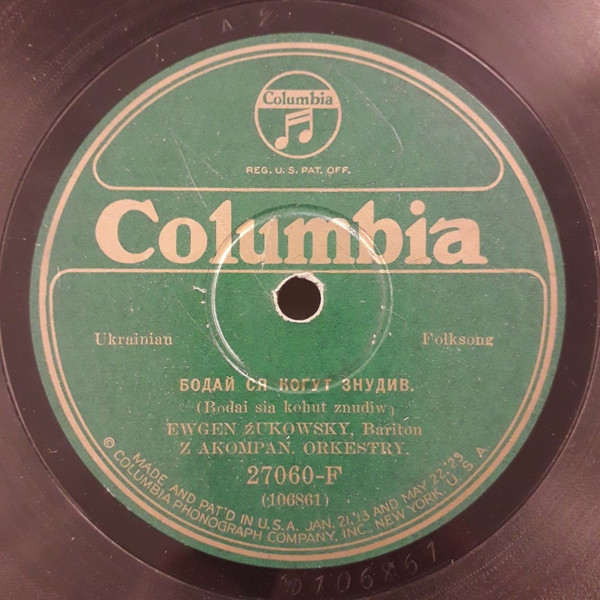 Columbia
REG. U. S. PAT. OFF.
Columbia
Ukrainian Folksong
БОДАЙ СЯ КОГУТ ЗНУДИВ.
(Bodai sia kohut znudiw)
EWGEN ŻUKOWSKY, Bariton
Z AKOMPAN. ORKESTRY.
27060-F
(106861)
MADE AND PAT'D IN U.S.A. JAN. 21,'13 AND MAY 22-'23
© COLUMBIA PHONOGRAPH COMPANY, INC., NEW YORK, U.S.A.
106861